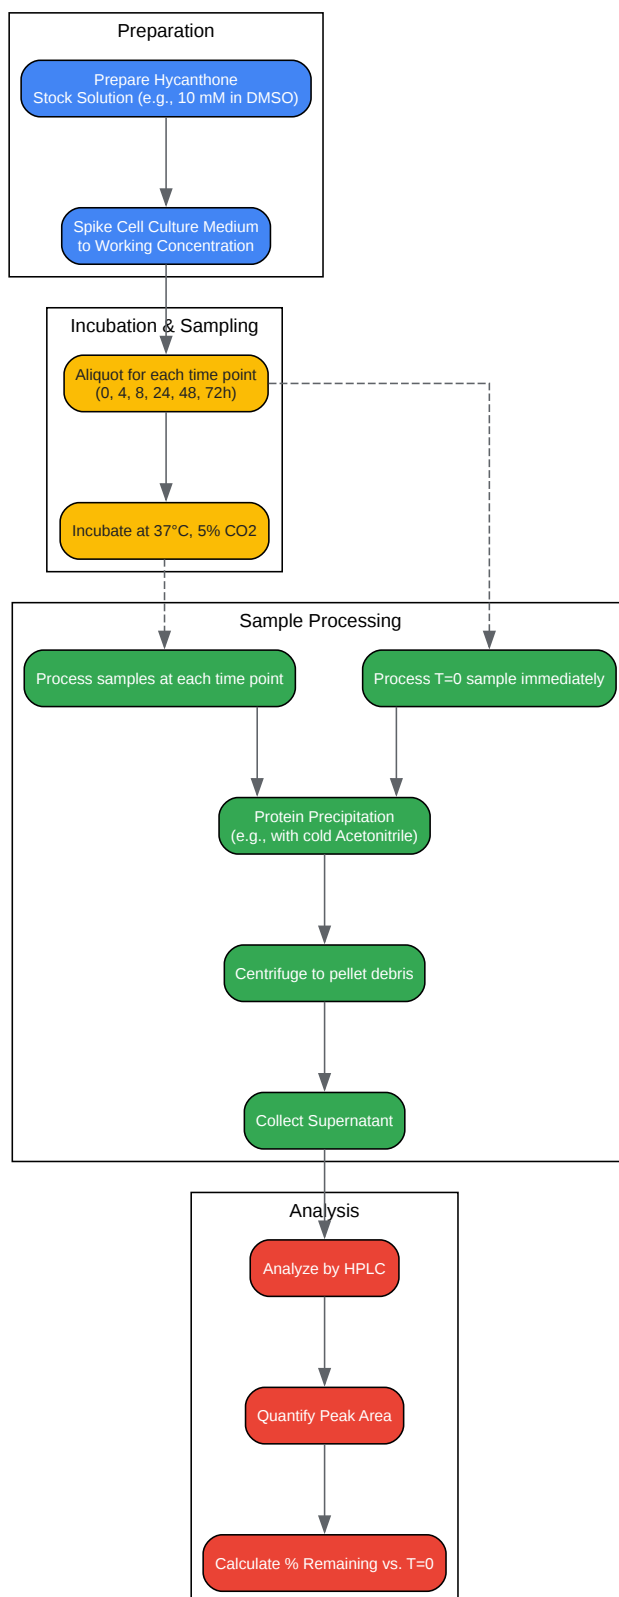 Preparation
Prepare Hycanthone
Stock Solution (e.g., 10 mM in DMSO)
Spike Cell Culture Medium
to Working Concentration
Incubation & Sampling
Aliquot for each time point
(0, 4, 8, 24, 48, 72h)
Incubate at 37°C, 5% CO2
Sample Processing
Process samples at each time point
Process T=0 sample immediately
Protein Precipitation
(e.g., with cold Acetonitrile)
Centrifuge to pellet debris
Collect Supernatant
Analysis
Analyze by HPLC
Quantify Peak Area
Calculate % Remaining vs. T=0